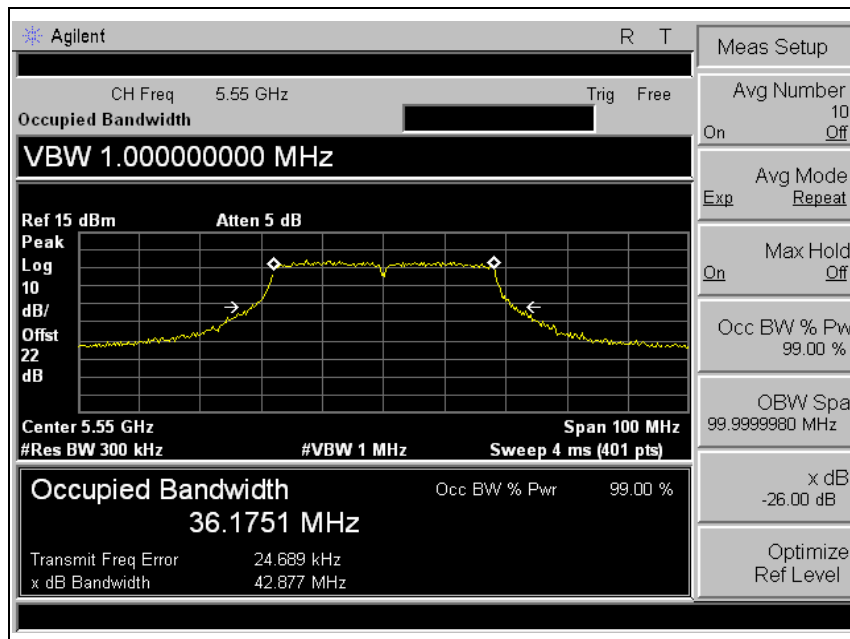 Agilent R T
CH Freq 5.55 GHz Trig Free
Occupied Bandwidth
VBW 1.000000000 MHz
Ref 15 dBm Atten 5 dB
Peak
Log
10
dB/
Offst
22
dB
Center 5.55 GHz Span 100 MHz
#Res BW 300 kHz #VBW 1 MHz Sweep 4 ms (401 pts)
Occupied Bandwidth Occ BW % Pwr 99.00 %
36.1751 MHz
Transmit Freq Error 24.689 kHz
x dB Bandwidth 42.877 MHz
Meas Setup
Avg Number
10
On Off
Avg Mode
Exp Repeat
Max Hold
On Off
Occ BW % Pw
99.00 %
OBW Spa
99.9999980 MHz
x dB
-26.00 dB
Optimize
Ref Level